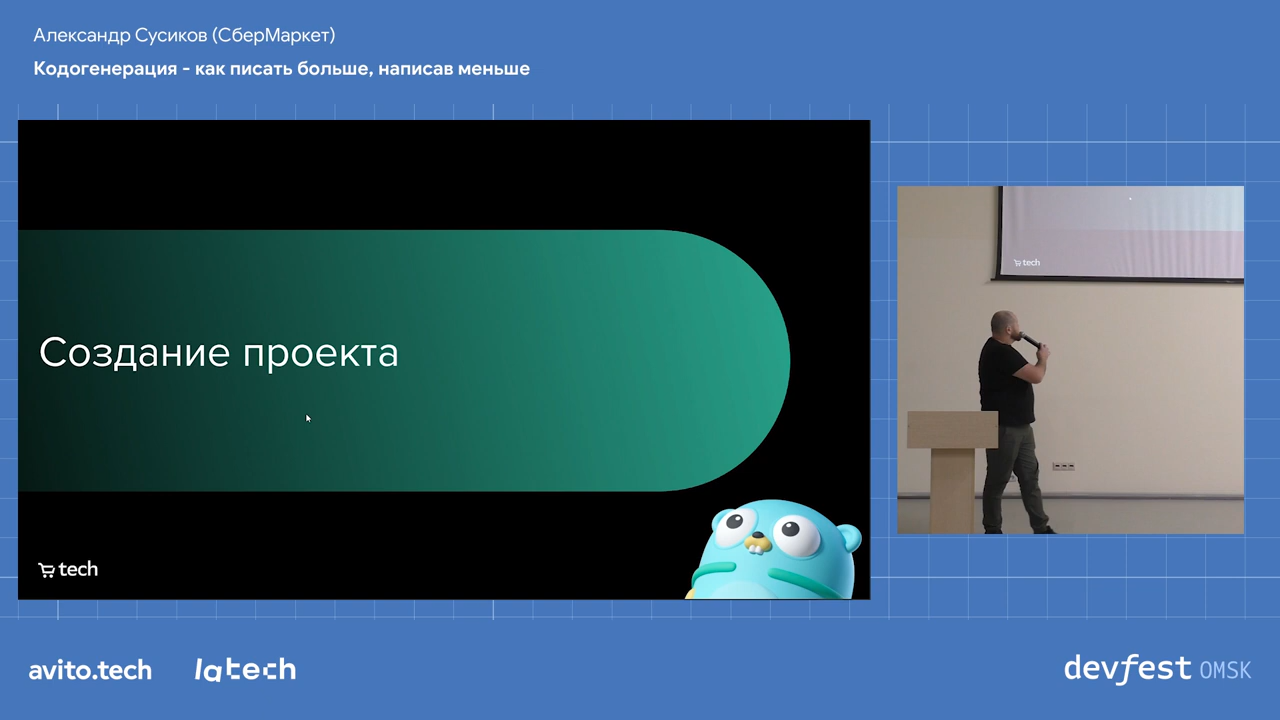 Александр Сусиков (СберМаркет)
Кодогенерация - как писать больше, написав меньше
Создание проекта
tech
tech
avito.tech
latech
devfest OMSK